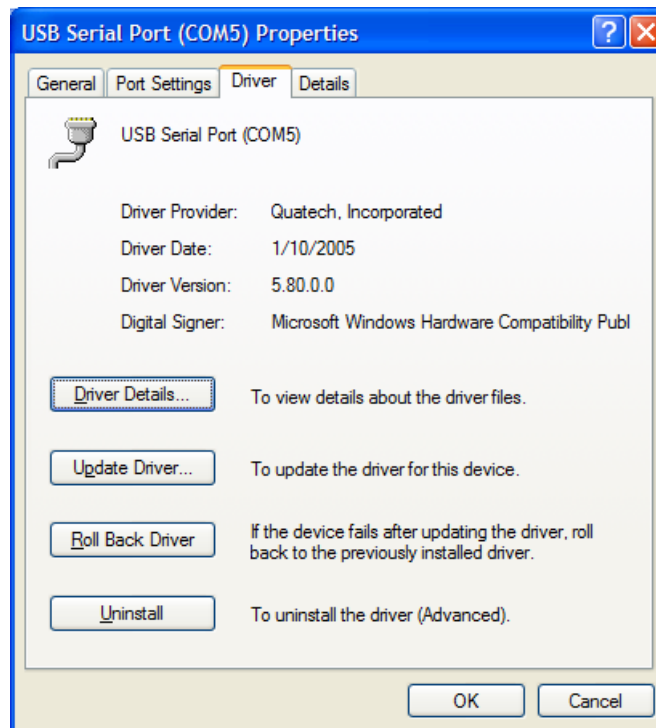 USB Serial Port (COM5) Properties
General Port Settings Driver Details
USB Serial Port (COM5)
Driver Provider: Quatech, Incorporated
Driver Date: 1/10/2005
Driver Version: 5.80.0.0
Digital Signer: Microsoft Windows Hardware Compatibility Publ
Driver Details... To view details about the driver files.
Update Driver... To update the driver for this device.
Roll Back Driver If the device fails after updating the driver, roll
back to the previously installed driver.
Uninstall To uninstall the driver (Advanced).
OK Cancel